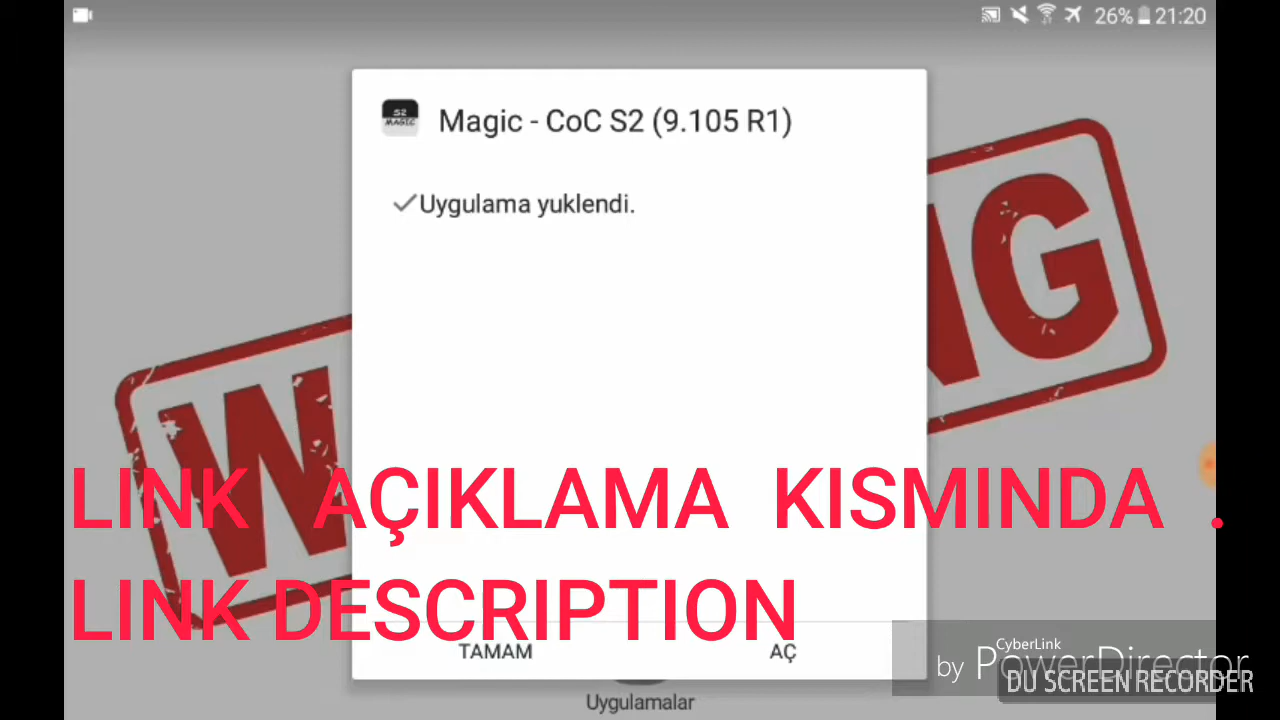 26% 21:20
S2
MAGIC
Magic - CoC S2 (9.105 R1)
Uygulama yuklendi.
W NG
LINK AÇIKLAMA KISMINDA .
LINK DESCRIPTION
TAMAM AÇ
CyberLink
by PowerDirector
DU SCREEN RECORDER
Uygulamalar